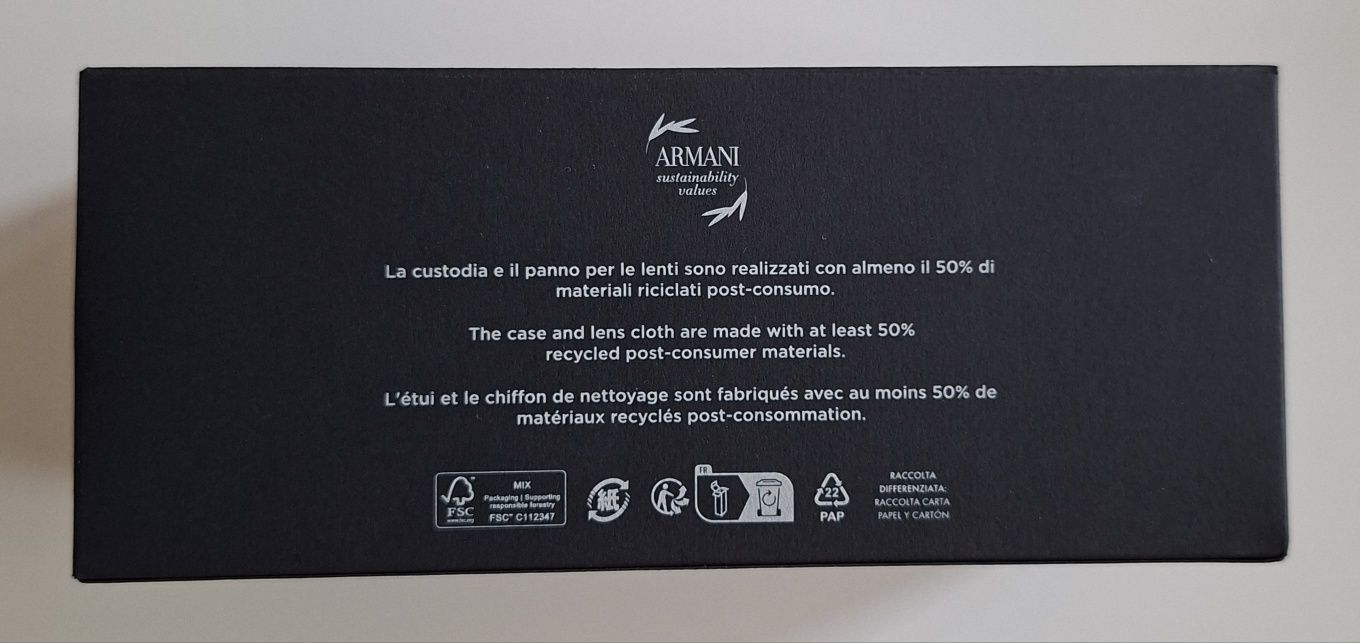 ARMANI
sustainability
values
La custodia e il panno per le lenti sono realizzati con almeno il 50% di
materiali riciclati post-consumo.
The case and lens cloth are made with at least 50%
recycled post-consumer materials.
L'étui et le chiffon de nettoyage sont fabriqués avec au moins 50% de
matériaux recyclés post-consommation.
FSC
www.fsc.org
MIX
Packaging | Supporting
responsible forestry
FSC™ C112347
紙
FR
22
PAP
RACCOLTA
DIFFERENZIATA:
RACCOLTA CARTA
PAPEL Y CARTÓN